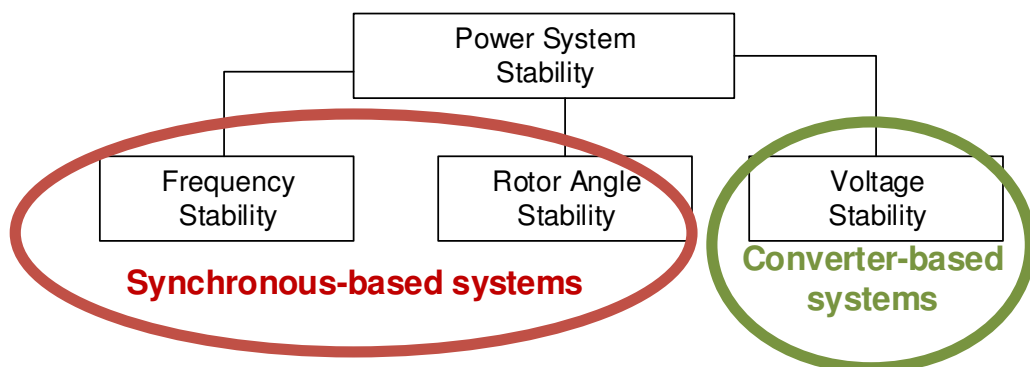 Power System
Stability
Frequency
Stability
Rotor Angle
Stability
Voltage
Stability
Synchronous-based systems
Converter-based
systems